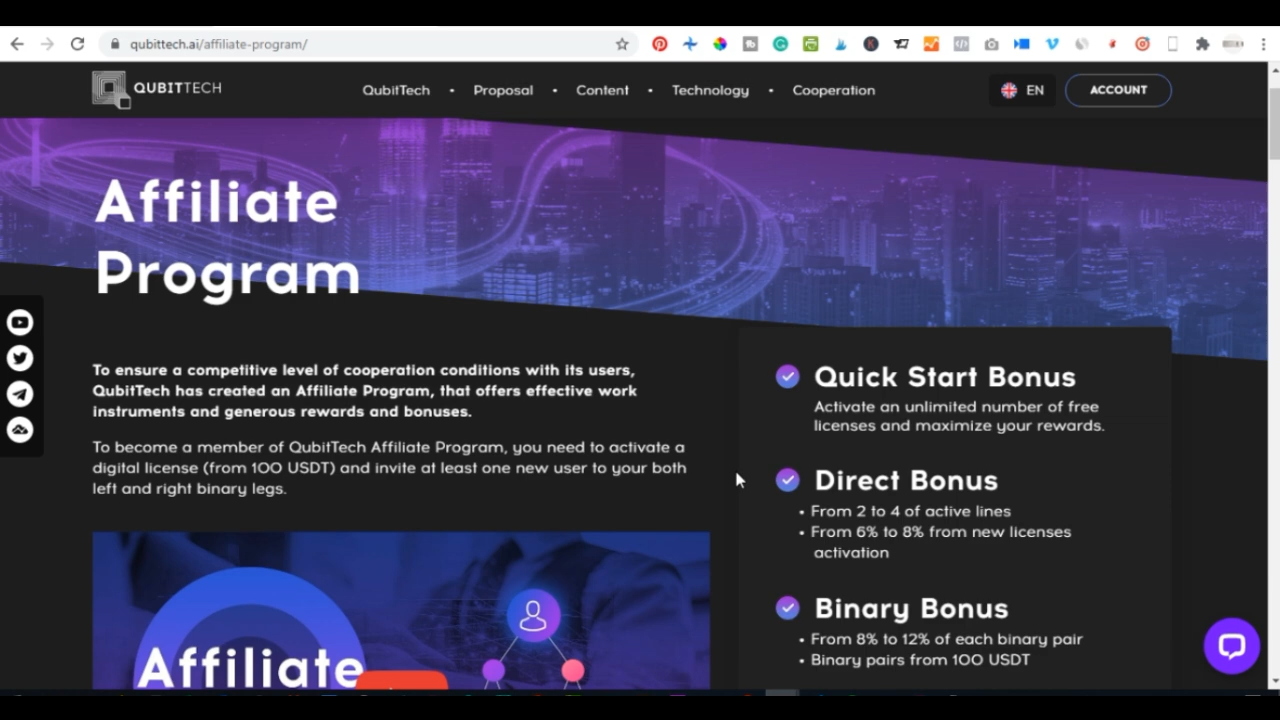 qubittech.ai/affiliate-program/
QUBITTECH
QubitTech • Proposal • Content • Technology • Cooperation
EN
ACCOUNT
Affiliate
Program
To ensure a competitive level of cooperation conditions with its users,
QubitTech has created an Affiliate Program, that offers effective work
instruments and generous rewards and bonuses.
To become a member of QubitTech Affiliate Program, you need to activate a
digital license (from 100 USDT) and invite at least one new user to your both
left and right binary legs.
Affiliate
Quick Start Bonus
Activate an unlimited number of free
licenses and maximize your rewards.
Direct Bonus
• From 2 to 4 of active lines
• From 6% to 8% from new licenses
activation
Binary Bonus
• From 8% to 12% of each binary pair
• Binary pairs from 100 USDT